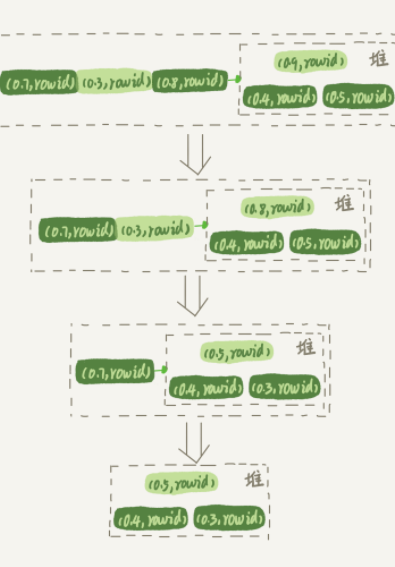 (0.9,rowid) 堆
(0.7,rowid) (0.3,rowid) (0.8,rowid)
(0.4,rowid) (0.5,rowid)
(0.8,rowid) 堆
(0.7,rowid) (0.3,rowid)
(0.4,rowid) (0.5,rowid)
(0.5,rowid) 堆
(0.7,rowid)
(0.4,rowid) (0.3,rowid)
(0.5,rowid) 堆
(0.4,rowid) (0.3,rowid)